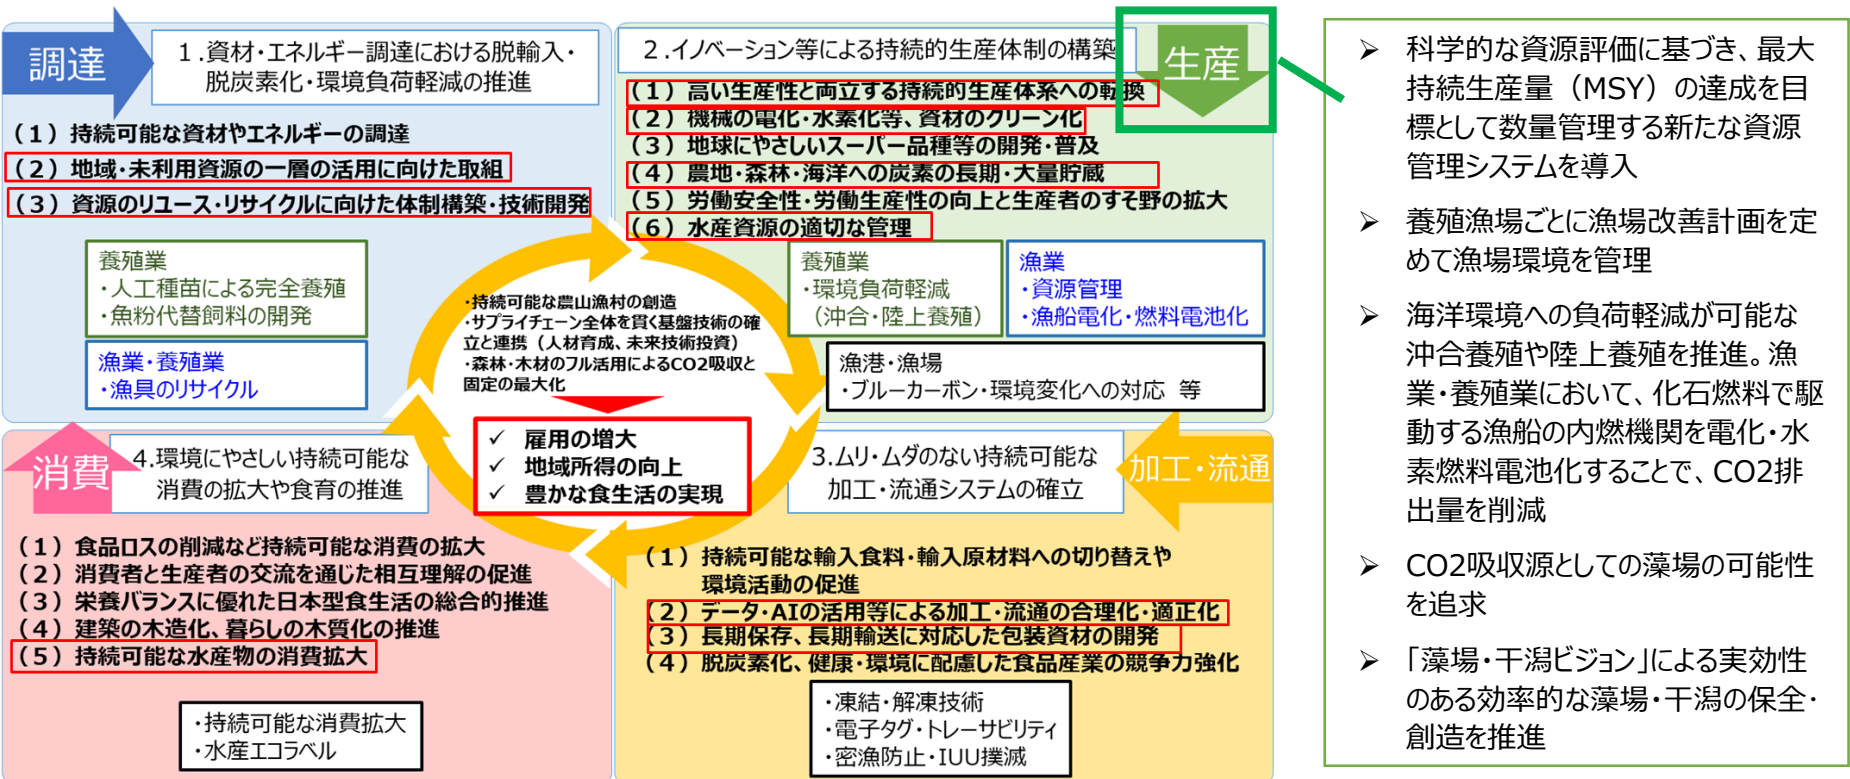 調達
1.資材・エネルギー調達における脱輸入・
脱炭素化・環境負荷軽減の推進
(1)持続可能な資材やエネルギーの調達
(2)地域・未利用資源の一層の活用に向けた取組
(3)資源のリユース・リサイクルに向けた体制構築・技術開発
養殖業
・人工種苗による完全養殖
・魚粉代替飼料の開発
漁業・養殖業
・漁具のリサイクル
2.イノベーション等による持続的生産体制の構築
生産
(1)高い生産性と両立する持続的生産体系への転換
(2)機械の電化・水素化等、資材のクリーン化
(3)地球にやさしいスーパー品種等の開発・普及
(4)農地・森林・海洋への炭素の長期・大量貯蔵
(5)労働安全性・労働生産性の向上と生産者のすそ野の拡大
(6)水産資源の適切な管理
養殖業
・環境負荷軽減
(沖合・陸上養殖)
漁業
・資源管理
・漁船電化・燃料電池化
漁港・漁場
・ブルーカーボン・環境変化への対応 等
・持続可能な農山漁村の創造
・サプライチェーン全体を貫く基盤技術の確
立と連携(人材育成、未来技術投資)
・森林・木材のフル活用によるCO2吸収と
固定の最大化
✓ 雇用の増大
✓ 地域所得の向上
✓ 豊かな食生活の実現
消費
4.環境にやさしい持続可能な
消費の拡大や食育の推進
(1)食品ロスの削減など持続可能な消費の拡大
(2)消費者と生産者の交流を通じた相互理解の促進
(3)栄養バランスに優れた日本型食生活の総合的推進
(4)建築の木造化、暮らしの木質化の推進
(5)持続可能な水産物の消費拡大
・持続可能な消費拡大
・水産エコラベル
3.ムリ・ムダのない持続可能な
加工・流通システムの確立
加工・流通
(1)持続可能な輸入食料・輸入原材料への切り替えや
環境活動の促進
(2)データ・AIの活用等による加工・流通の合理化・適正化
(3)長期保存、長期輸送に対応した包装資材の開発
(4)脱炭素化、健康・環境に配慮した食品産業の競争力強化
・凍結・解凍技術
・電子タグ・トレーサビリティ
・密漁防止・IUU撲滅
➢ 科学的な資源評価に基づき、最大
持続生産量(MSY)の達成を目
標として数量管理する新たな資源
管理システムを導入
➢ 養殖漁場ごとに漁場改善計画を定
めて漁場環境を管理
➢ 海洋環境への負荷軽減が可能な
沖合養殖や陸上養殖を推進。漁
業・養殖業において、化石燃料で駆
動する漁船の内燃機関を電化・水
素燃料電池化することで、CO2排
出量を削減
➢ CO2吸収源としての藻場の可能性
を追求
➢ 「藻場・干潟ビジョン」による実効性
のある効率的な藻場・干潟の保全・
創造を推進